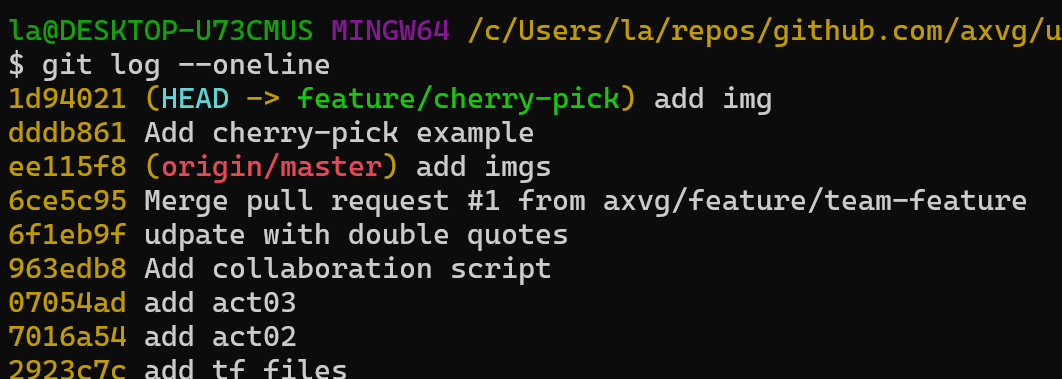 la@DESKTOP-U73CMUS MINGW64 /c/Users/la/repos/github.com/axvg/u
$ git log --oneline
1d94021 (HEAD -> feature/cherry-pick) add img
dddb861 Add cherry-pick example
ee115f8 (origin/master) add imgs
6ce5c95 Merge pull request #1 from axvg/feature/team-feature
6f1eb9f udpate with double quotes
963edb8 Add collaboration script
07054ad add act03
7016a54 add act02
2923c7c add tf files